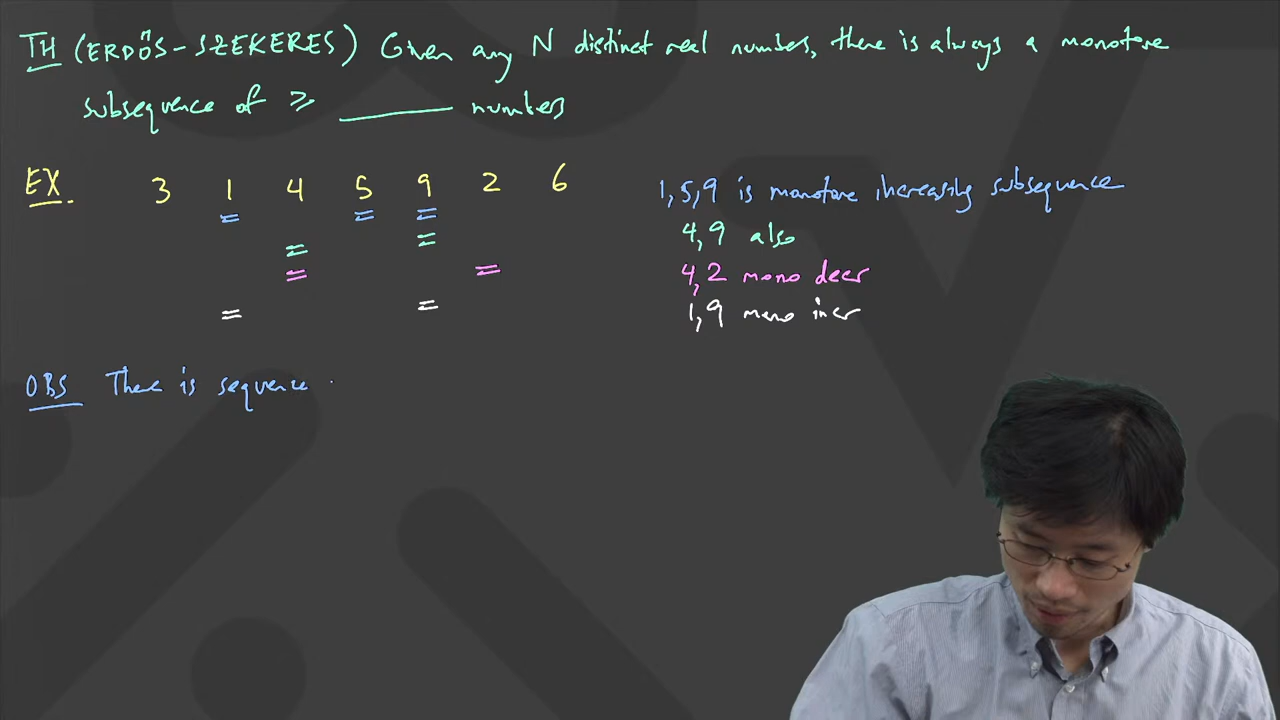 TH (ERDŐS-SZEKERES) Given any N distinct real numbers, there is always a monotone
subsequence of ≥ ______ numbers
EX. 3 1 4 5 9 2 6
1,5,9 is monotone increasing subsequence
4,9 also
4,2 mono decr
1,9 mono incr
OBS There is sequence